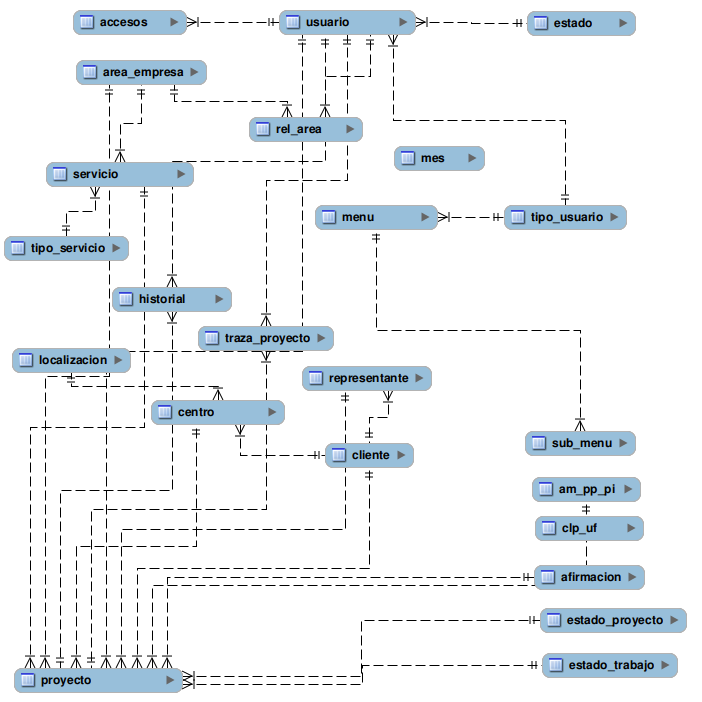 accesos
usuario
estado
area_empresa
rel_area
mes
servicio
menu
tipo_usuario
tipo_servicio
historial
traza_proyecto
localizacion
representante
centro
cliente
sub_menu
am_pp_pi
clp_uf
afirmacion
estado_proyecto
estado_trabajo
proyecto